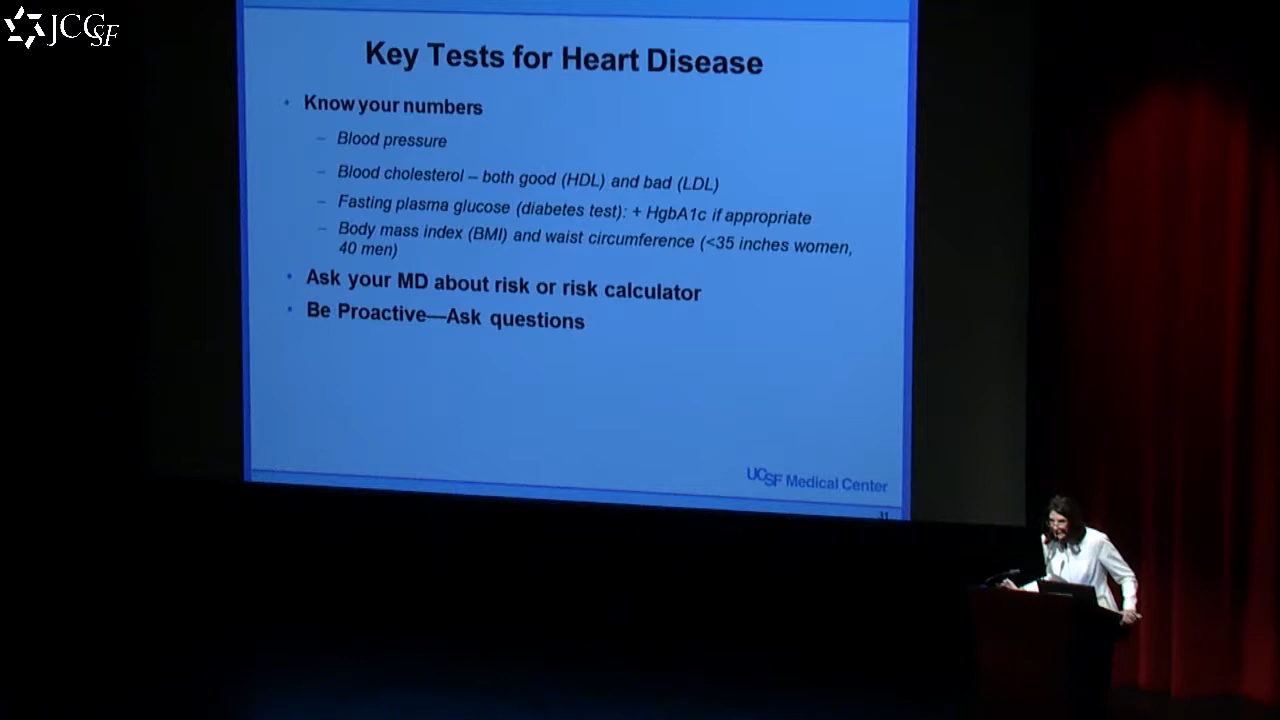 JCCSF
Key Tests for Heart Disease
• Know your numbers
– Blood pressure
– Blood cholesterol – both good (HDL) and bad (LDL)
– Fasting plasma glucose (diabetes test): + HgbA1c if appropriate
– Body mass index (BMI) and waist circumference (<35 inches women,
40 men)
• Ask your MD about risk or risk calculator
• Be Proactive—Ask questions
UCSF Medical Center
11